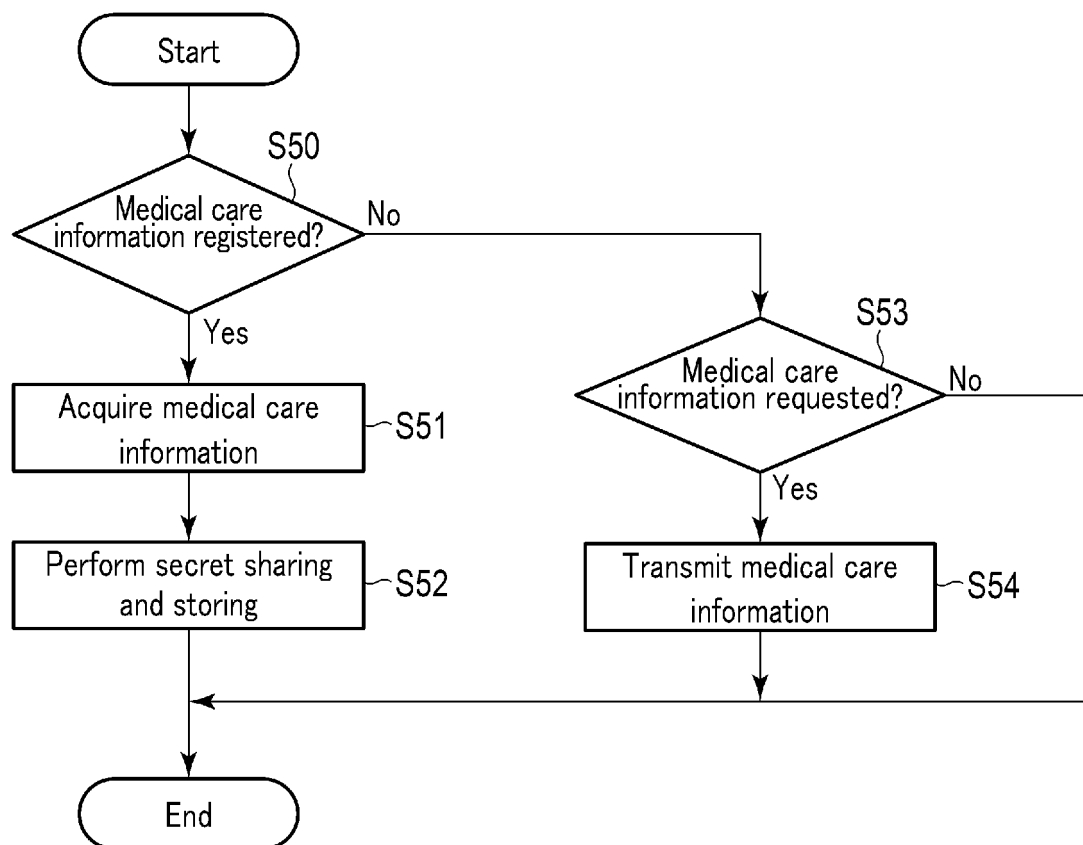 Start
S50
Medical care
information registered?
No
Yes
S53
Medical care
information requested?
No
Yes
Acquire medical care
information
S51
Perform secret sharing
and storing
S52
Transmit medical care
information
S54
End